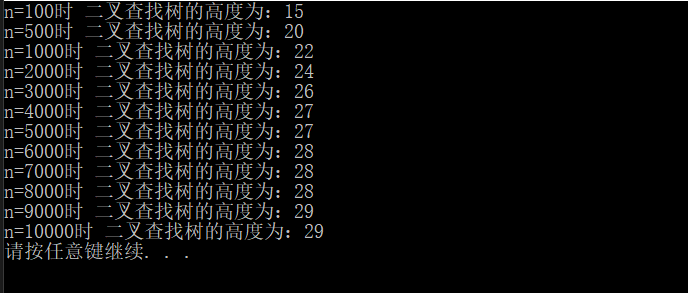 n=100时 二叉查找树的高度为：15
n=500时 二叉查找树的高度为：20
n=1000时 二叉查找树的高度为：22
n=2000时 二叉查找树的高度为：24
n=3000时 二叉查找树的高度为：26
n=4000时 二叉查找树的高度为：27
n=5000时 二叉查找树的高度为：27
n=6000时 二叉查找树的高度为：28
n=7000时 二叉查找树的高度为：28
n=8000时 二叉查找树的高度为：28
n=9000时 二叉查找树的高度为：29
n=10000时 二叉查找树的高度为：29
请按任意键继续. . .